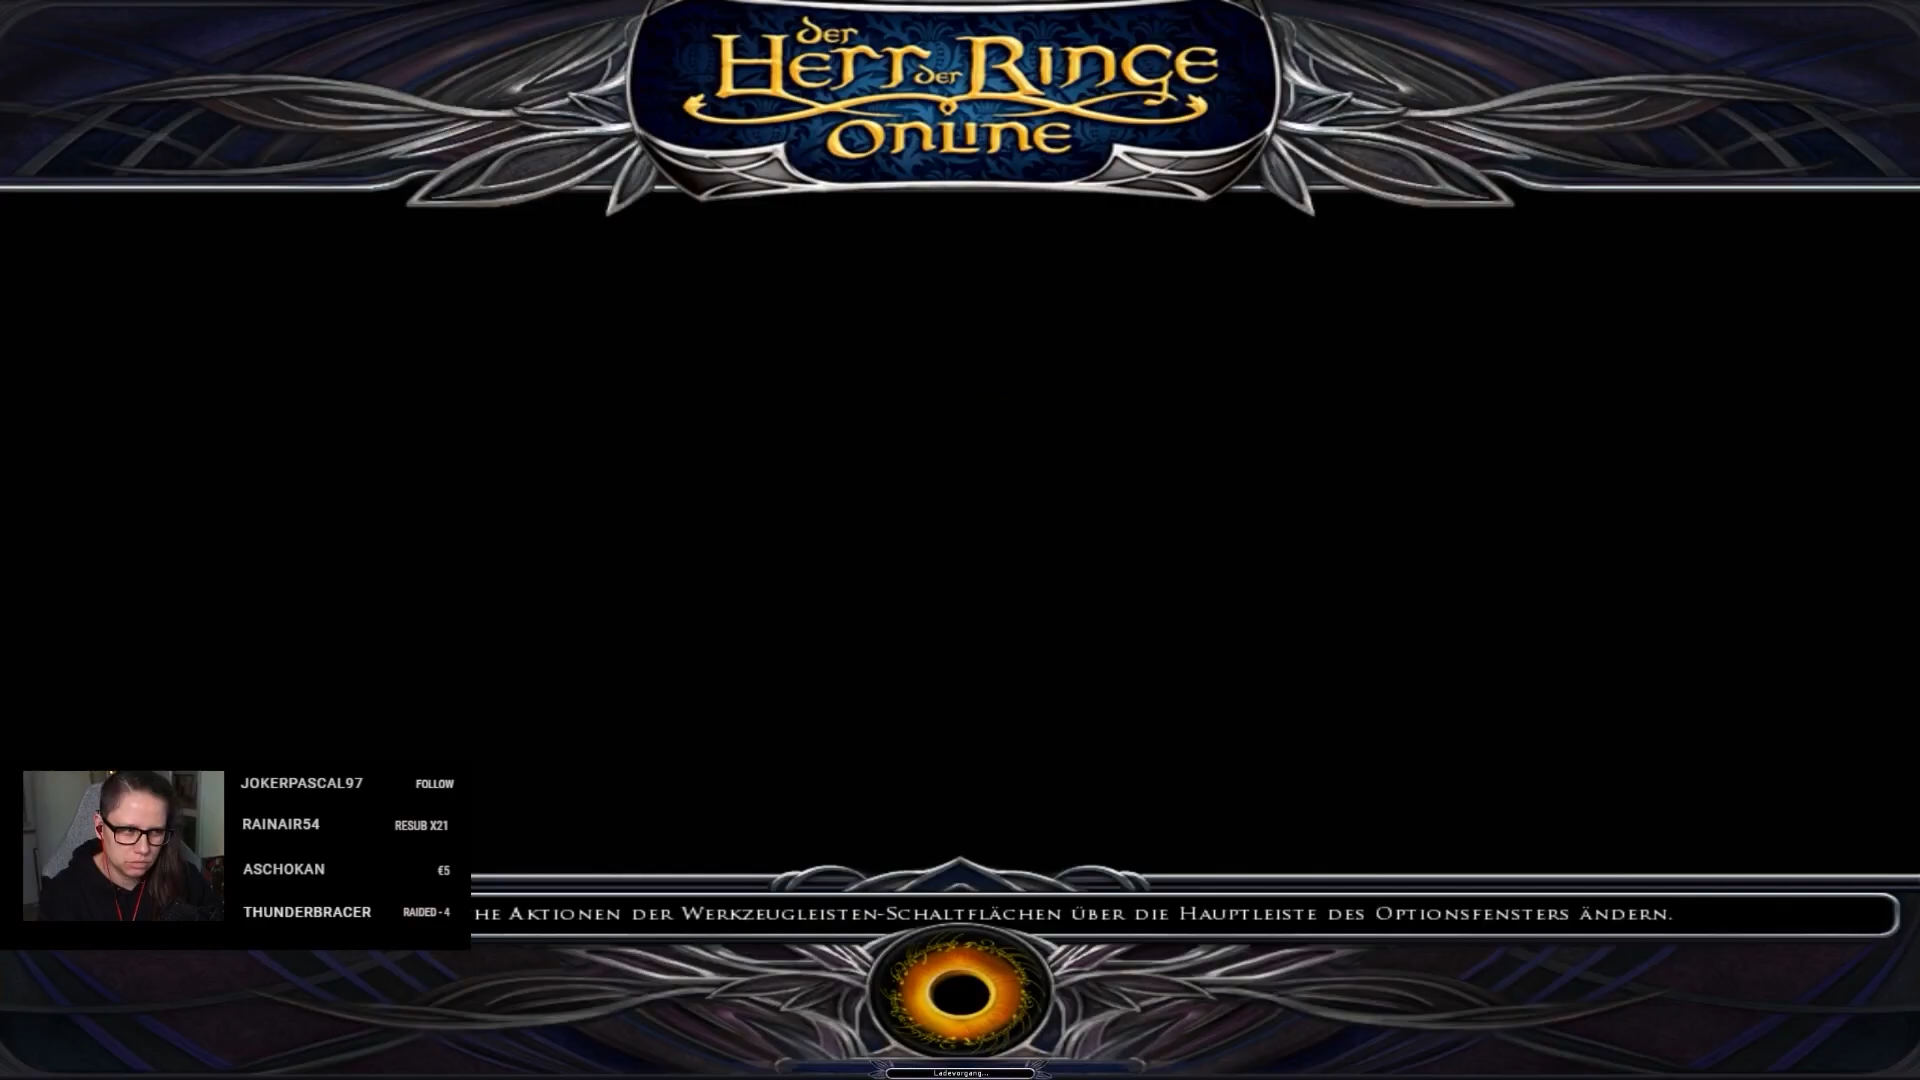 der
Herr der Ringe
Online
JOKERPASCAL97 FOLLOW
RAINAIR54 RESUB X21
ASCHOKAN €5
THUNDERBRACER RAIDED - 4
HE AKTIONEN DER WERKZEUGLEISTEN-SCHALTFLÄCHEN ÜBER DIE HAUPTLEISTE DES OPTIONSFENSTERS ÄNDERN.
Ladevorgang...